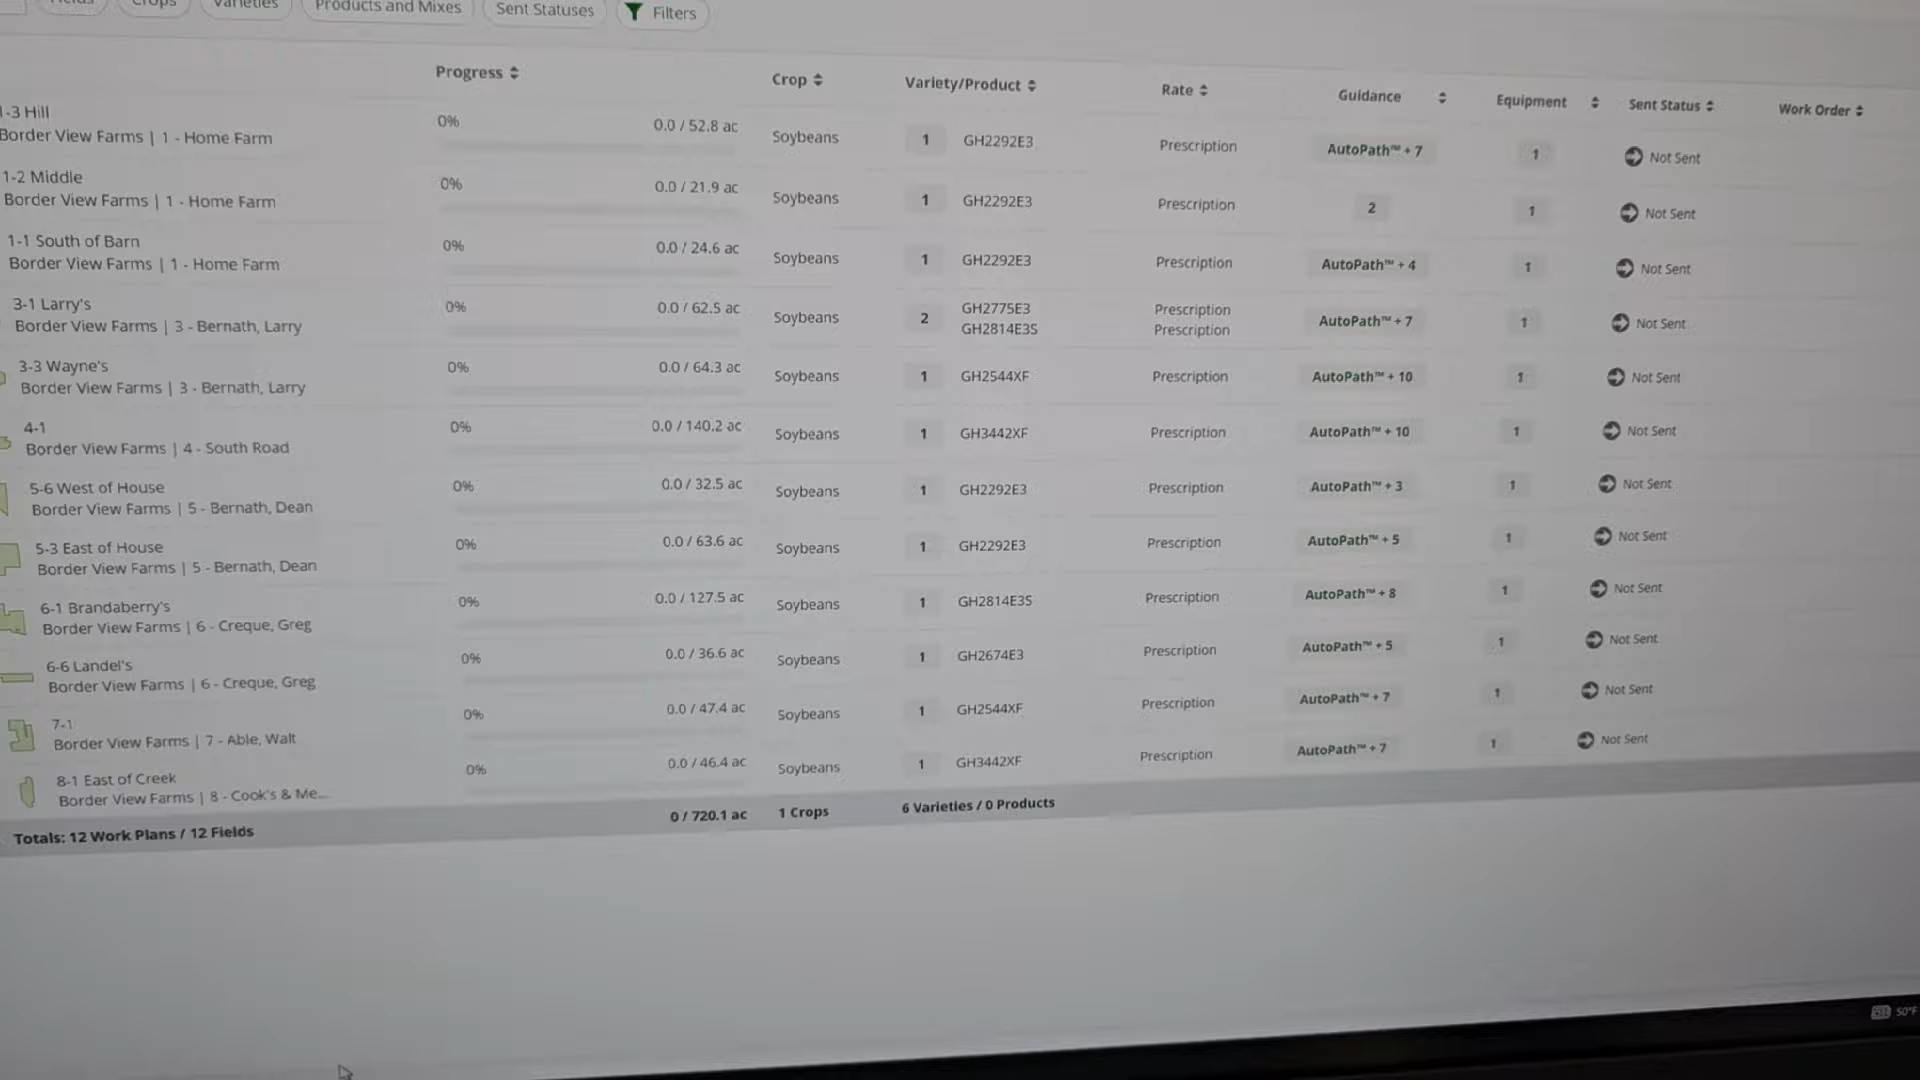 Fields Crops Varieties Products and Mixes Sent Statuses Filters
Progress Crop Variety/Product Rate Guidance Equipment Sent Status Work Order
1-3 Hill
Border View Farms | 1 - Home Farm
0% 0.0 / 52.8 ac Soybeans 1 GH2292E3 Prescription AutoPath™ + 7 1 Not Sent
1-2 Middle
Border View Farms | 1 - Home Farm
0% 0.0 / 21.9 ac Soybeans 1 GH2292E3 Prescription 2 1 Not Sent
1-1 South of Barn
Border View Farms | 1 - Home Farm
0% 0.0 / 24.6 ac Soybeans 1 GH2292E3 Prescription AutoPath™ + 4 1 Not Sent
3-1 Larry's
Border View Farms | 3 - Bernath, Larry
0% 0.0 / 62.5 ac Soybeans 2 GH2775E3 Prescription AutoPath™ + 7 1 Not Sent
GH2814E3S Prescription
3-3 Wayne's
Border View Farms | 3 - Bernath, Larry
0% 0.0 / 64.3 ac Soybeans 1 GH2544XF Prescription AutoPath™ + 10 1 Not Sent
4-1
Border View Farms | 4 - South Road
0% 0.0 / 140.2 ac Soybeans 1 GH3442XF Prescription AutoPath™ + 10 1 Not Sent
5-6 West of House
Border View Farms | 5 - Bernath, Dean
0% 0.0 / 32.5 ac Soybeans 1 GH2292E3 Prescription AutoPath™ + 3 1 Not Sent
5-3 East of House
Border View Farms | 5 - Bernath, Dean
0% 0.0 / 63.6 ac Soybeans 1 GH2292E3 Prescription AutoPath™ + 5 1 Not Sent
6-1 Brandaberry's
Border View Farms | 6 - Creque, Greg
0% 0.0 / 127.5 ac Soybeans 1 GH2814E3S Prescription AutoPath™ + 8 1 Not Sent
6-6 Landel's
Border View Farms | 6 - Creque, Greg
0% 0.0 / 36.6 ac Soybeans 1 GH2674E3 Prescription AutoPath™ + 5 1 Not Sent
7-1
Border View Farms | 7 - Able, Walt
0% 0.0 / 47.4 ac Soybeans 1 GH2544XF Prescription AutoPath™ + 7 1 Not Sent
8-1 East of Creek
Border View Farms | 8 - Cook's & Me...
0% 0.0 / 46.4 ac Soybeans 1 GH3442XF Prescription AutoPath™ + 7 1 Not Sent
Totals: 12 Work Plans / 12 Fields 0 / 720.1 ac 1 Crops 6 Varieties / 0 Products
50°F